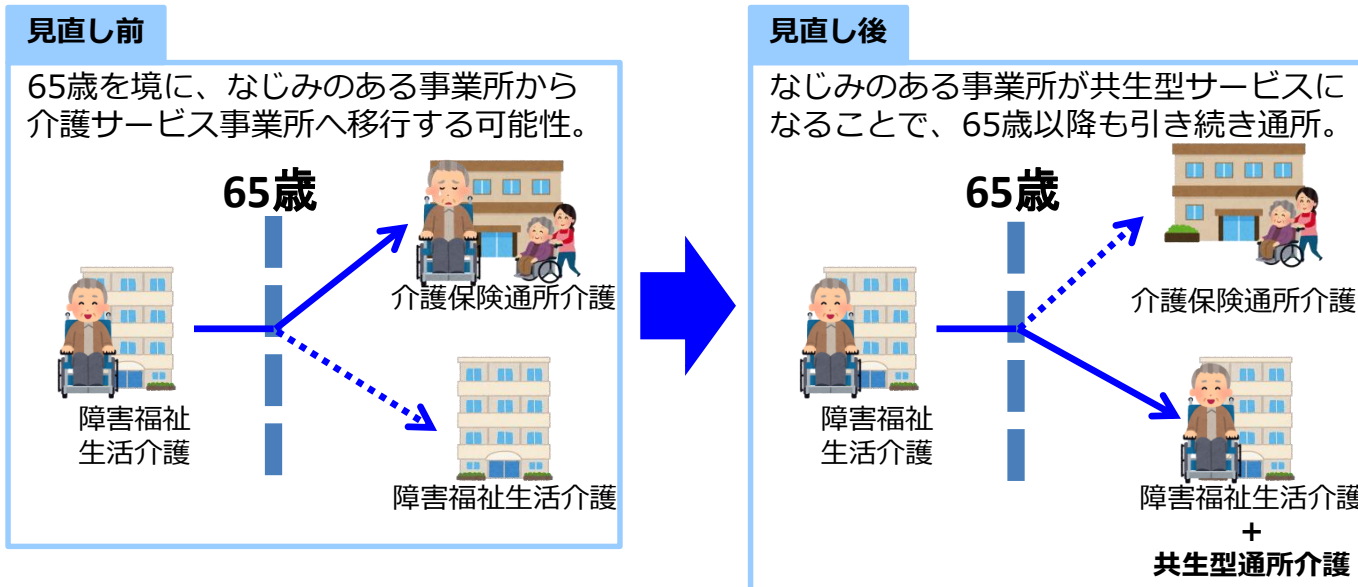 見直し前
65歳を境に、なじみのある事業所から
介護サービス事業所へ移行する可能性。
65歳
介護保険通所介護
障害福祉
生活介護
障害福祉生活介護
見直し後
なじみのある事業所が共生型サービスに
なることで、65歳以降も引き続き通所。
65歳
介護保険通所介護
障害福祉
生活介護
障害福祉生活介護
+
共生型通所介護